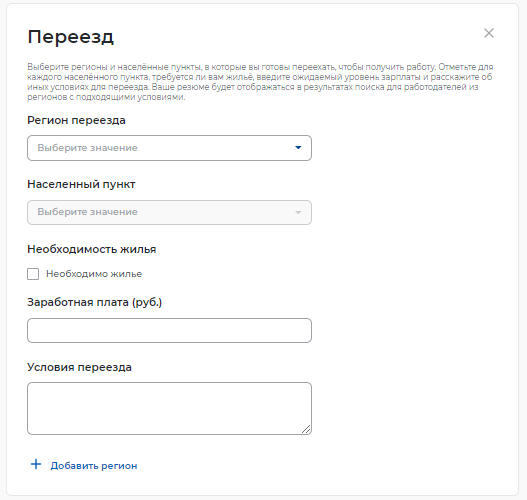 Переезд
Выберите регионы и населённые пункты, в которые вы готовы переехать, чтобы получить работу. Отметьте для
каждого населённого пункта, требуется ли вам жильё, введите ожидаемый уровень зарплаты и расскажите об
иных условиях для переезда. Ваше резюме будет отображаться в результатах поиска для работодателей из
регионов с подходящими условиями.
Регион переезда
Выберите значение
Населенный пункт
Выберите значение
Необходимость жилья
Необходимо жилье
Заработная плата (руб.)
Условия переезда
Добавить регион